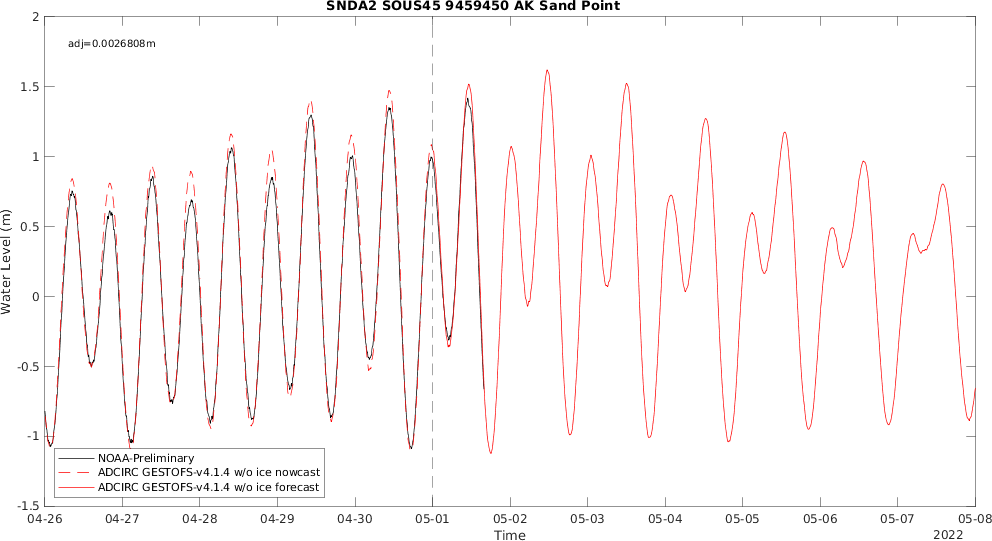 SNDA2 SOUS45 9459450 AK Sand Point
adj=0.0026808m
2
1.5
1
0.5
0
-0.5
-1
-1.5
Water Level (m)
NOAA-Preliminary
ADCIRC GESTOFS-v4.1.4 w/o ice nowcast
ADCIRC GESTOFS-v4.1.4 w/o ice forecast
04-26 04-27 04-28 04-29 04-30 05-01 05-02 05-03 05-04 05-05 05-06 05-07 05-08
Time
2022